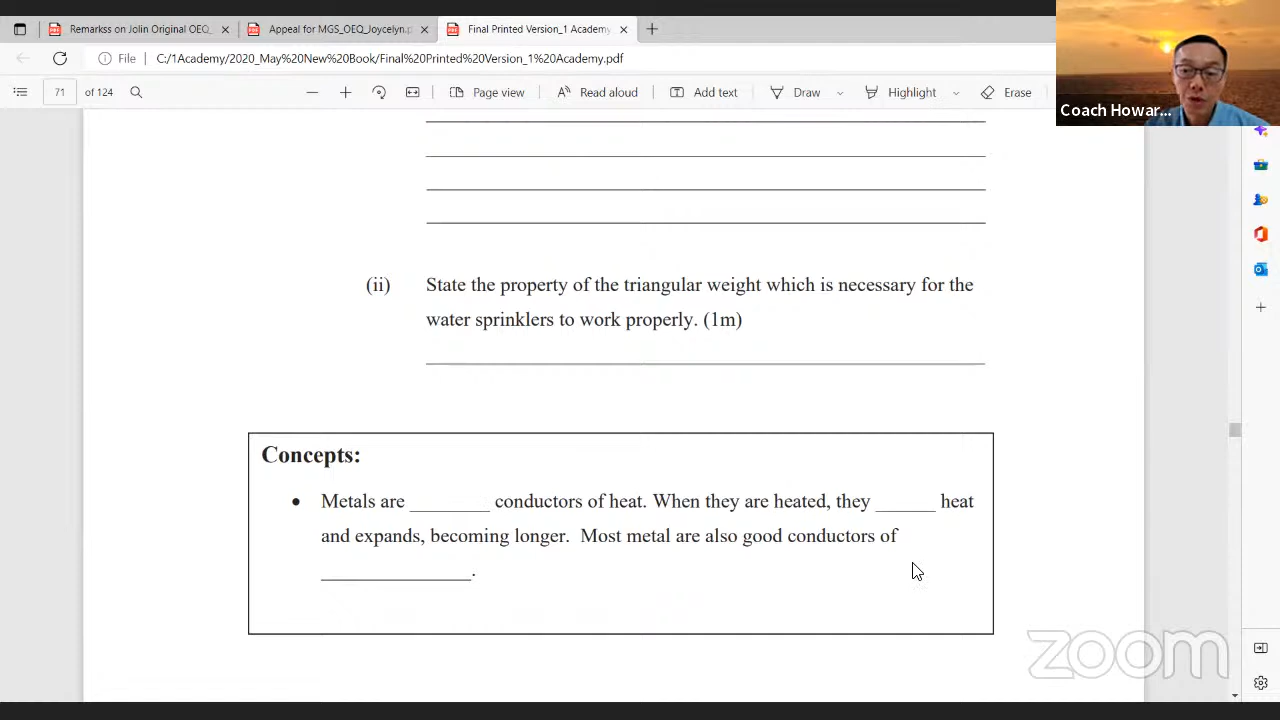 Remarkss on Jolin Original OEQ_
Appeal for MGS_OEQ_Joycelyn.p
Final Printed Version_1 Academy
File C:/1Academy/2020_May%20New%20Book/Final%20Printed%20Version_1%20Academy.pdf
71 of 124 Page view Read aloud Add text Draw Highlight Erase
Coach Howar...
(ii) State the property of the triangular weight which is necessary for the
water sprinklers to work properly. (1m)
Concepts:
• Metals are ________ conductors of heat. When they are heated, they ______ heat
and expands, becoming longer. Most metal are also good conductors of
_______________.
zoom